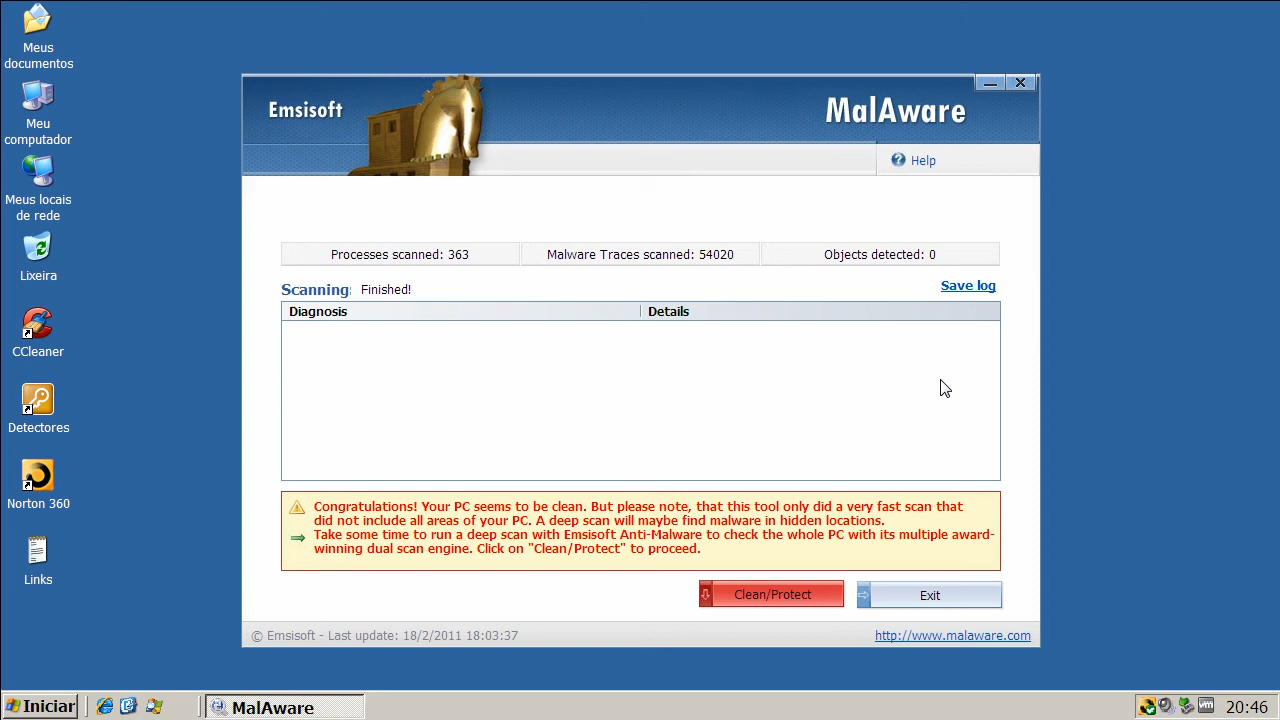 Meus
documentos
Meu
computador
Meus locais
de rede
Lixeira
CCleaner
Detectores
Norton 360
Links
Emsisoft
MalAware
Help
Processes scanned: 363
Malware Traces scanned: 54020
Objects detected: 0
Scanning: Finished!
Save log
Diagnosis
Details
Congratulations! Your PC seems to be clean. But please note, that this tool only did a very fast scan that
did not include all areas of your PC. A deep scan will maybe find malware in hidden locations.
Take some time to run a deep scan with Emsisoft Anti-Malware to check the whole PC with its multiple award-
winning dual scan engine. Click on "Clean/Protect" to proceed.
Clean/Protect
Exit
© Emsisoft - Last update: 18/2/2011 18:03:37
http://www.malaware.com
Iniciar
MalAware
vm
20:46